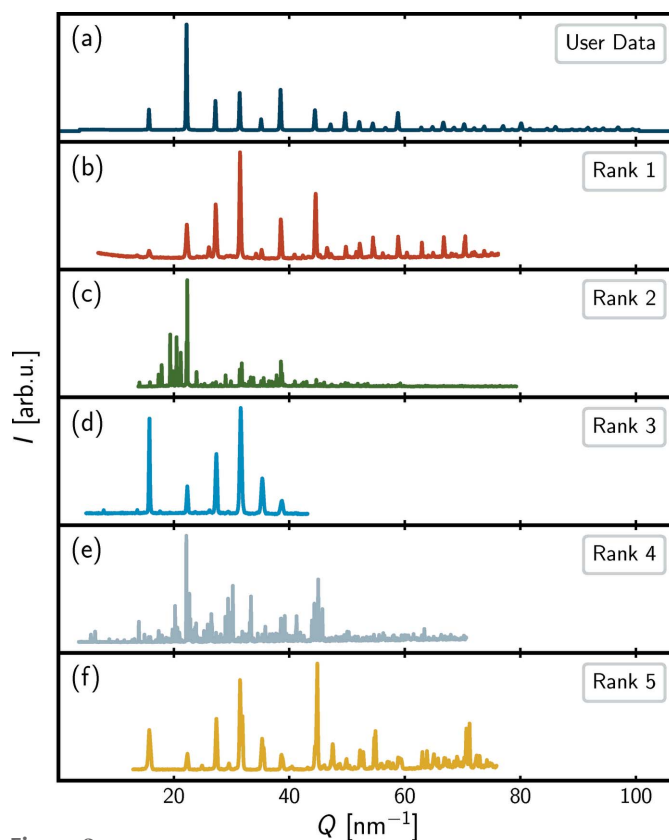 (a)
User Data
(b)
Rank 1
(c)
Rank 2
(d)
Rank 3
(e)
Rank 4
(f)
Rank 5
I [arb.u.]
20 40 60 80 100
Q [nm⁻¹]